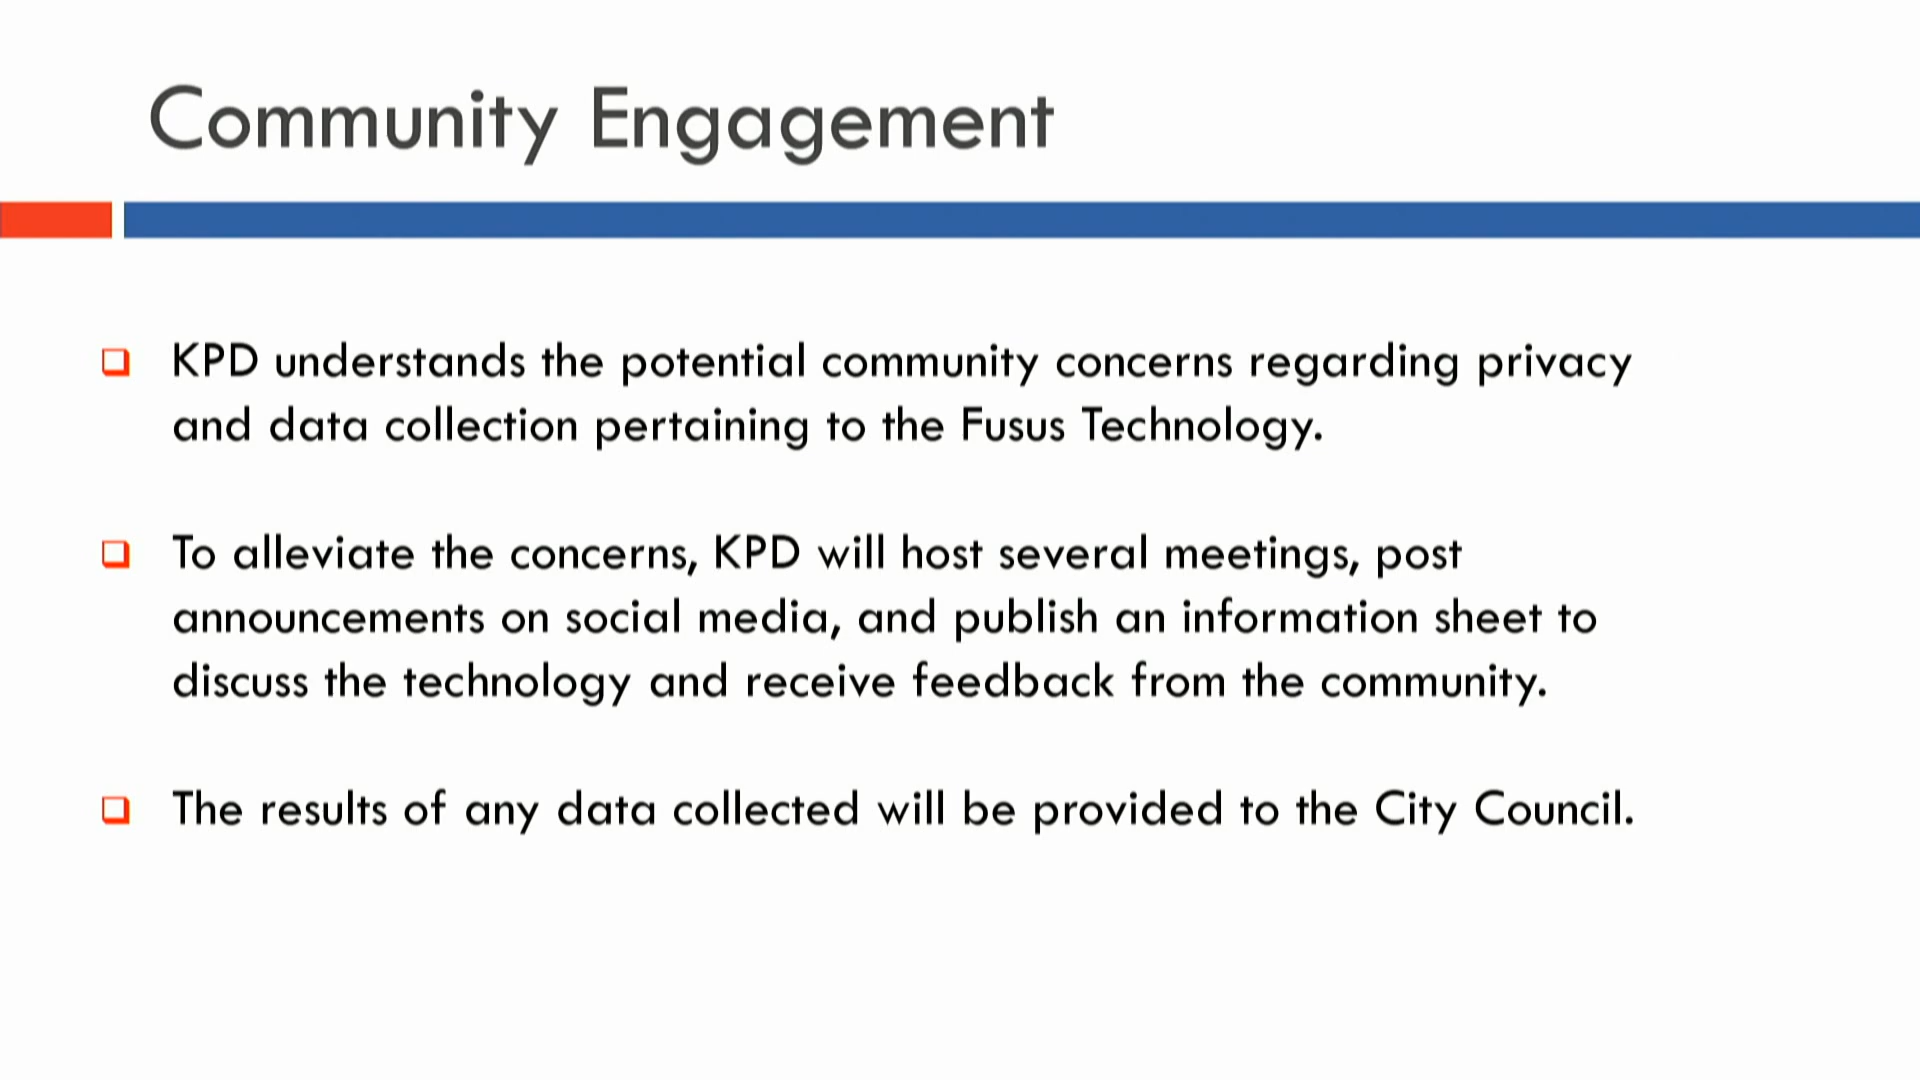 Community Engagement
KPD understands the potential community concerns regarding privacy
and data collection pertaining to the Fusus Technology.
To alleviate the concerns, KPD will host several meetings, post
announcements on social media, and publish an information sheet to
discuss the technology and receive feedback from the community.
The results of any data collected will be provided to the City Council.